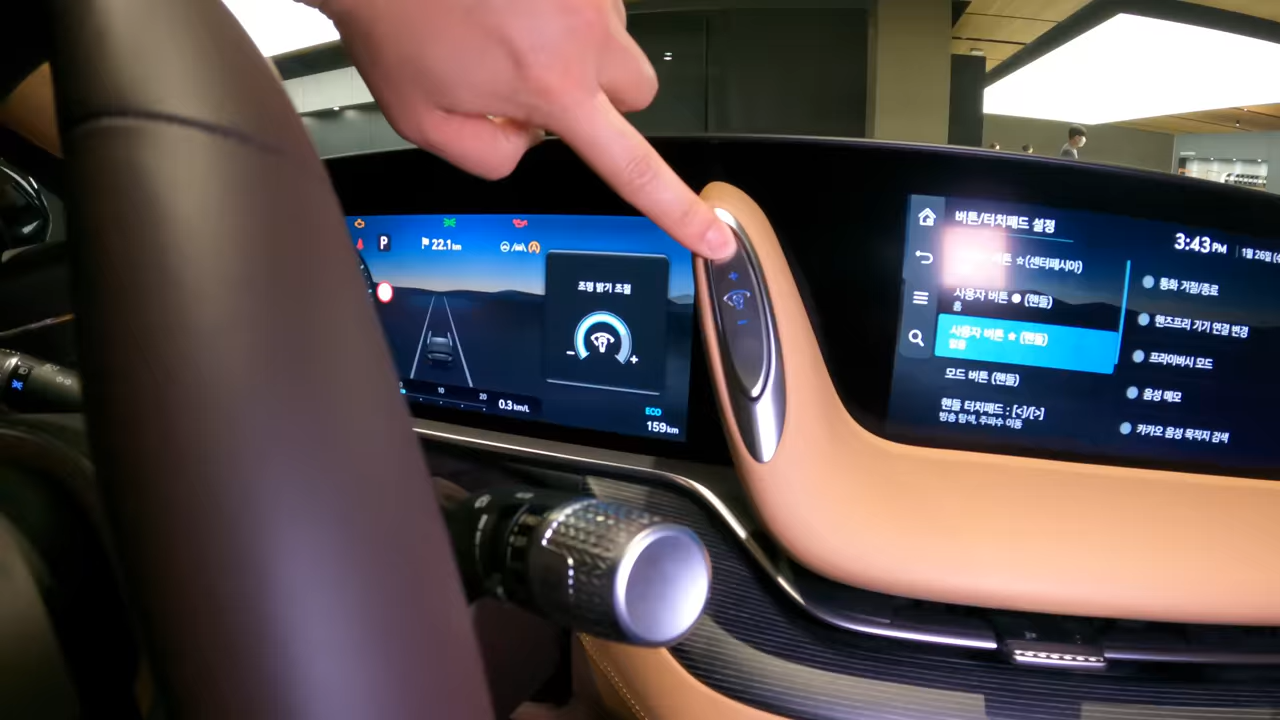 P
22.1km
조명 밝기 조절
-
+
10
20
0.3km/L
ECO
159km
+
-
버튼/터치패드 설정
3:43PM
1월 26일
버튼 ☆(센터페시아)
사용자 버튼 ● (핸들)
홈
사용자 버튼 ★ (핸들)
모드 버튼 (핸들)
핸들 터치패드 : [<]/[>]
방송 탐색, 주파수 이동
통화 거절/종료
핸즈프리 기기 연결 변경
프라이버시 모드
음성 메모
카카오 음성 목적지 검색